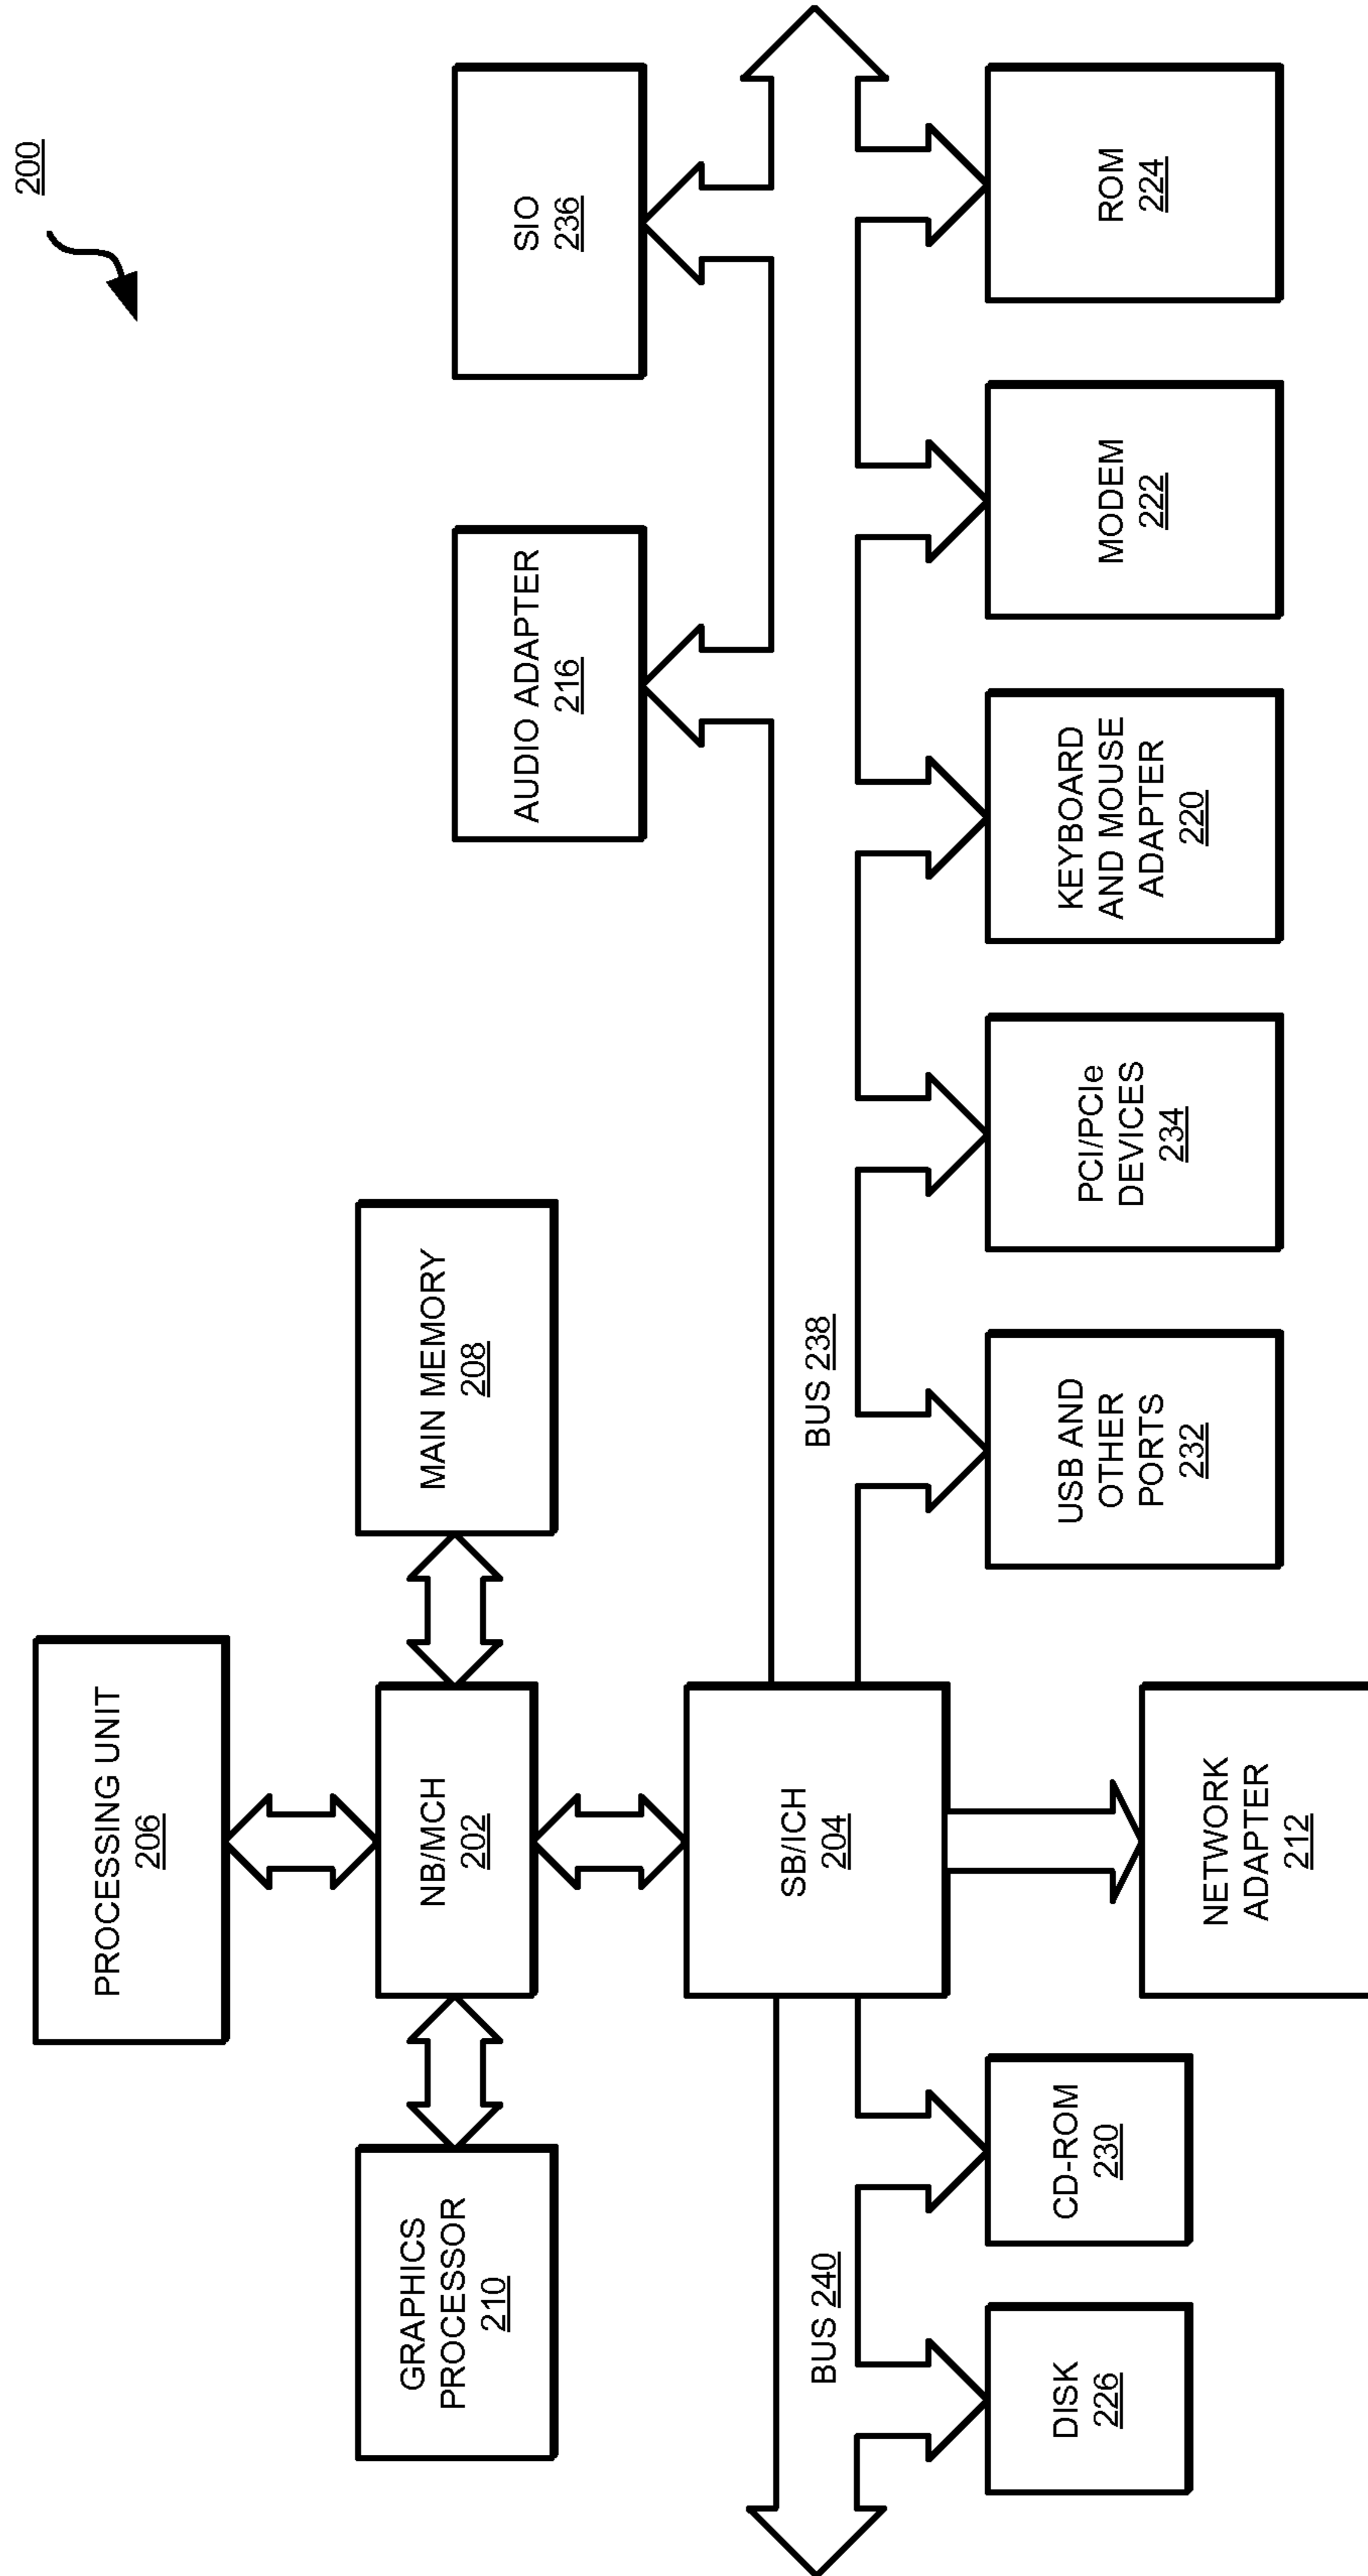 200
PROCESSING UNIT
206
GRAPHICS
PROCESSOR
210
NB/MCH
202
MAIN MEMORY
208
AUDIO ADAPTER
216
SIO
236
SB/ICH
204
BUS 240
BUS 238
DISK
226
CD-ROM
230
USB AND
OTHER
PORTS
232
PCI/PCIe
DEVICES
234
KEYBOARD
AND MOUSE
ADAPTER
220
MODEM
222
ROM
224
NETWORK
ADAPTER
212